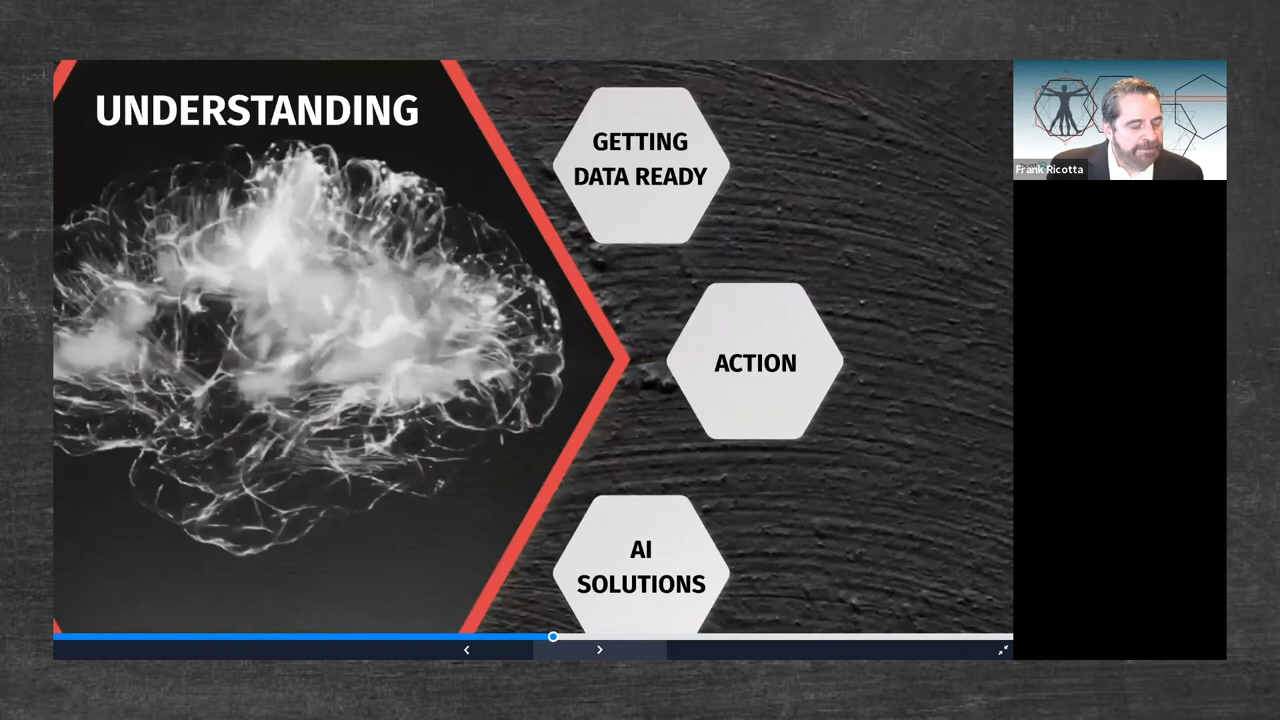 UNDERSTANDING
GETTING
DATA READY
ACTION
AI
SOLUTIONS
Frank Ricotta